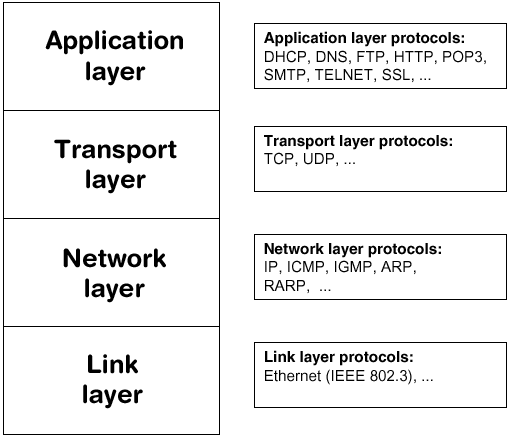 Application
layer
Application layer protocols:
DHCP, DNS, FTP, HTTP, POP3,
SMTP, TELNET, SSL, ...
Transport
layer
Transport layer protocols:
TCP, UDP, ...
Network
layer
Network layer protocols:
IP, ICMP, IGMP, ARP,
RARP, ...
Link
layer
Link layer protocols:
Ethernet (IEEE 802.3), ...